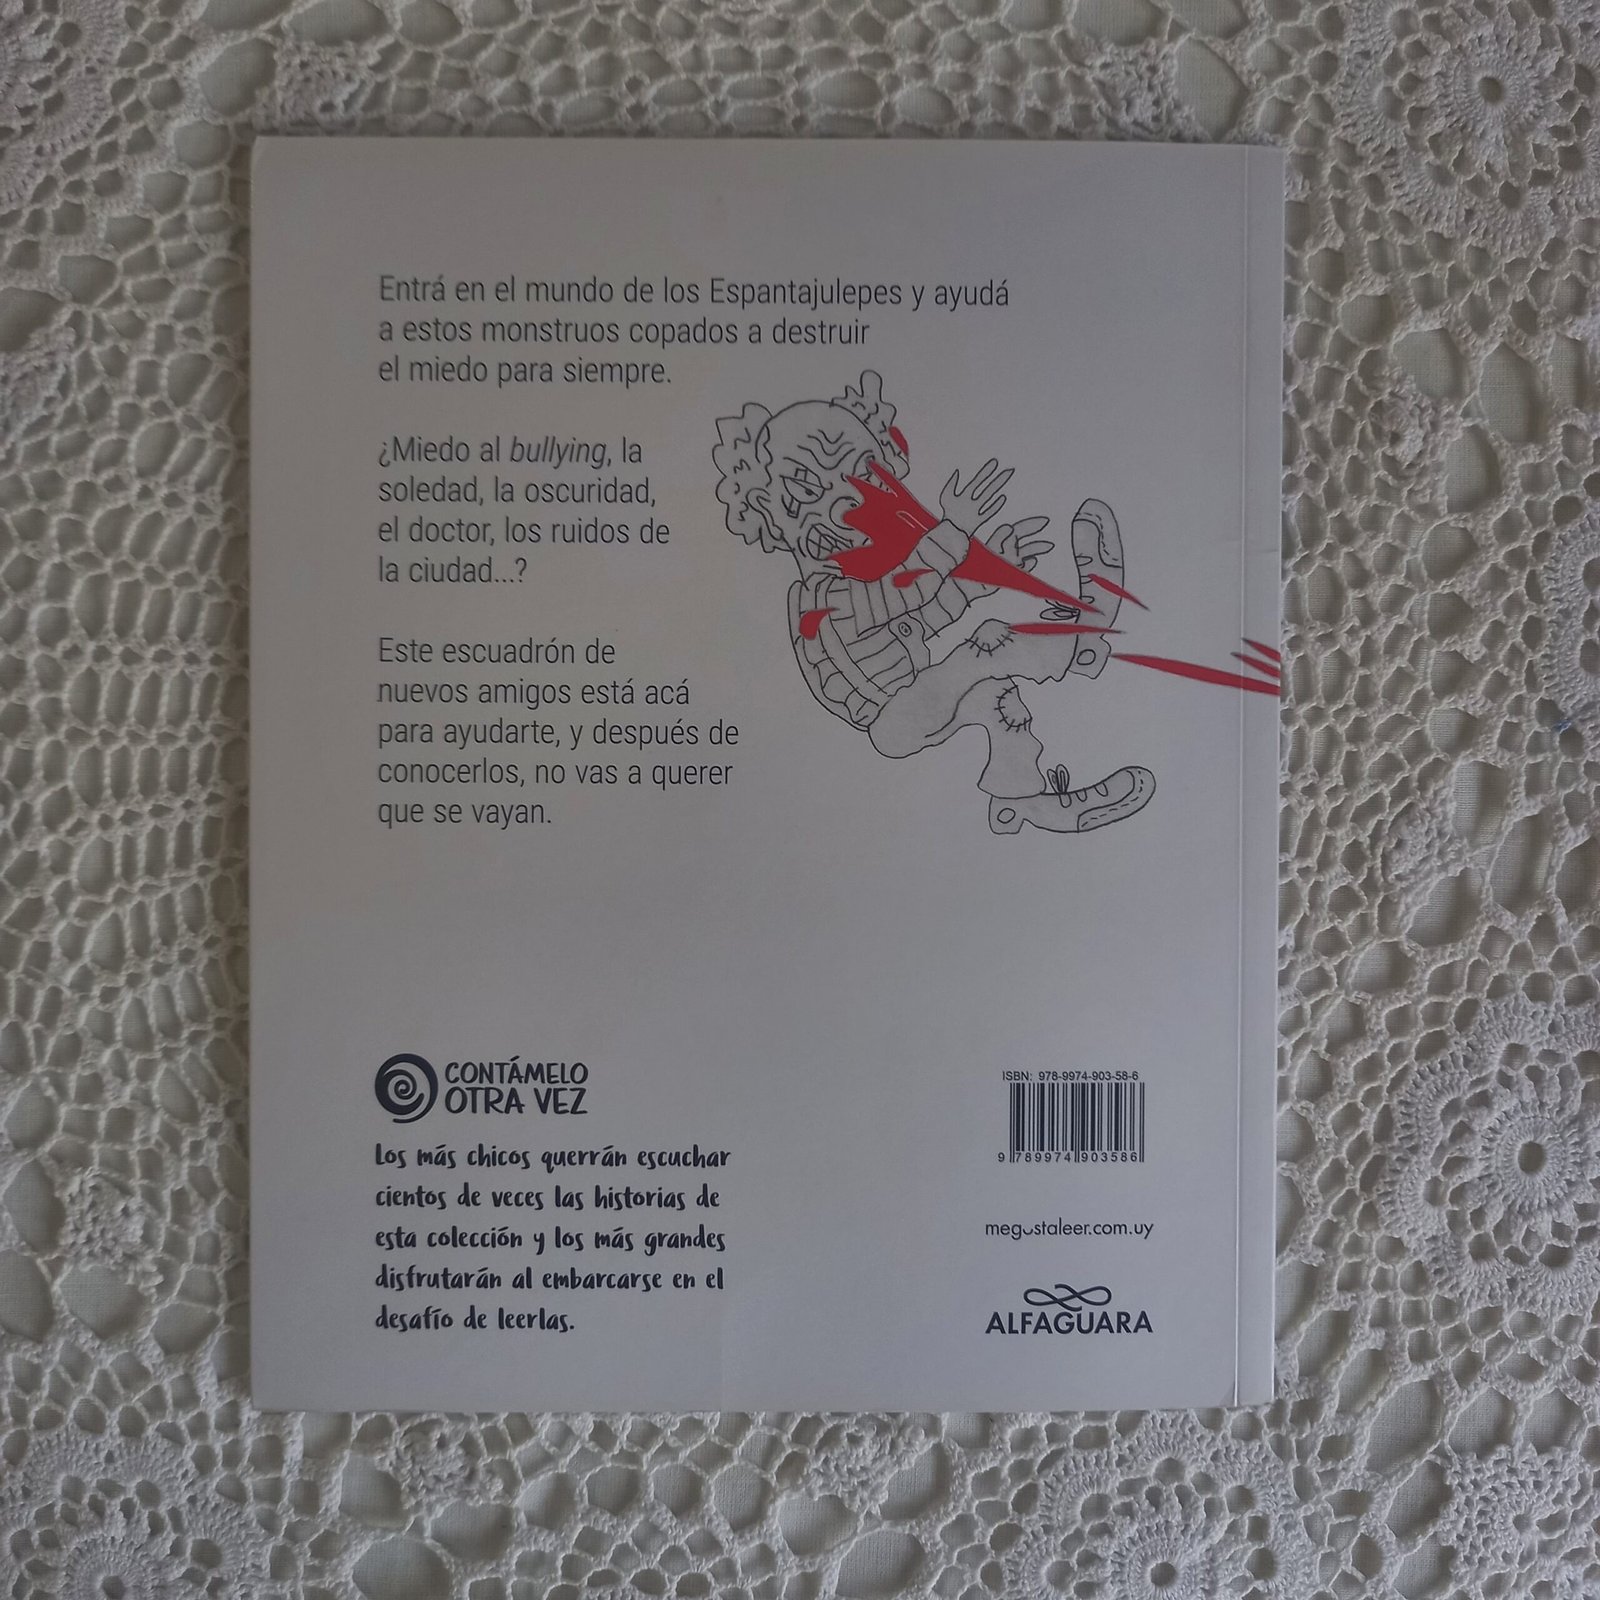 Entrá en el mundo de los Espantajulepes y ayudá
a estos monstruos copados a destruir
el miedo para siempre.
¿Miedo al bullying, la
soledad, la oscuridad,
el doctor, los ruidos de
la ciudad...?
Este escuadrón de
nuevos amigos está acá
para ayudarte, y después de
conocerlos, no vas a querer
que se vayan.
CONTÁMELO
OTRA VEZ
Los más chicos querrán escuchar
cientos de veces las historias de
esta colección y los más grandes
disfrutarán al embarcarse en el
desafío de leerlas.
ISBN: 978-9974-903-58-6
9 789974 903586
megustaleer.com.uy
ALFAGUARA